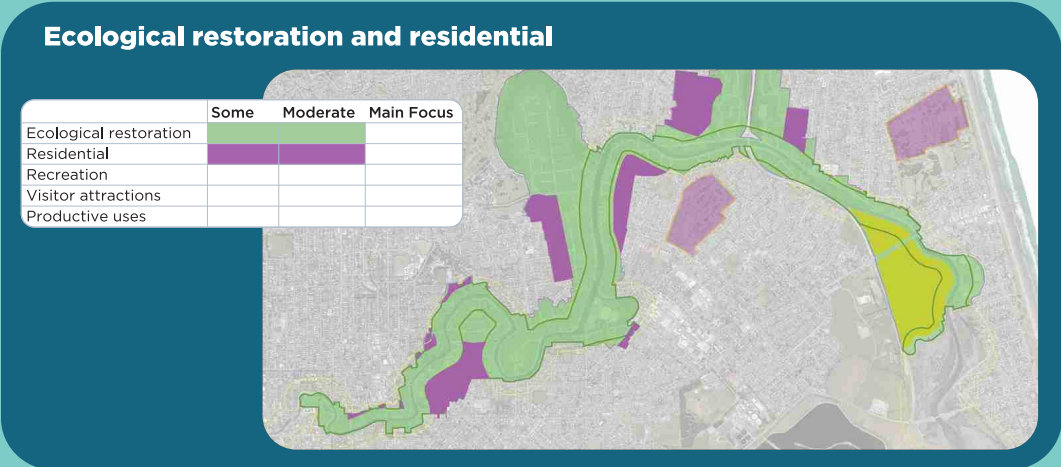 Ecological restoration and residential
Some Moderate Main Focus
Ecological restoration
Residential
Recreation
Visitor attractions
Productive uses